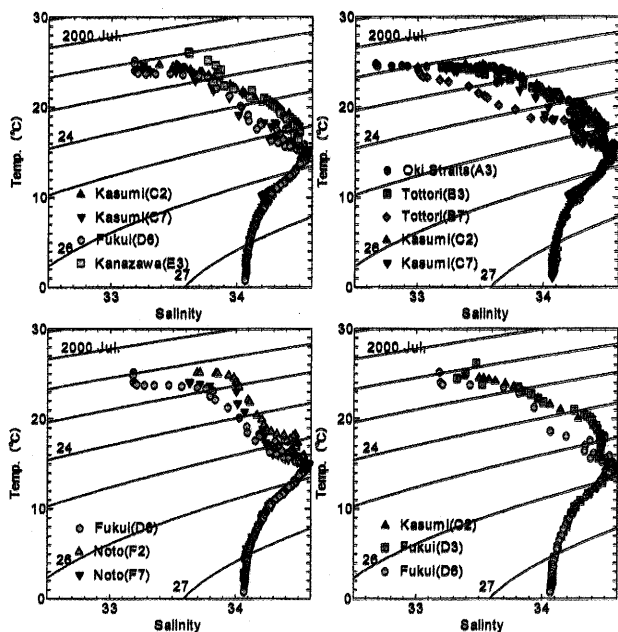 30
2000 Jul.
20
Temp. (°C)
24
10
Kasumi(C2)
Kasumi(C7)
Fukui(D6)
Kanazawa(E3)
26
27
0
33
34
Salinity
30
2000 Jul.
20
Temp. (°C)
24
10
Oki Straits(A3)
Tottori(B3)
Tottori(B7)
Kasumi(C2)
Kasumi(C7)
26
27
0
33
34
Salinity
30
2000 Jul.
20
Temp. (°C)
24
10
Fukui(D6)
Noto(F2)
Noto(F7)
26
27
0
33
34
Salinity
30
2000 Jul.
20
Temp. (°C)
24
10
Kasumi(C2)
Fukui(D3)
Fukui(D6)
26
27
0
33
34
Salinity